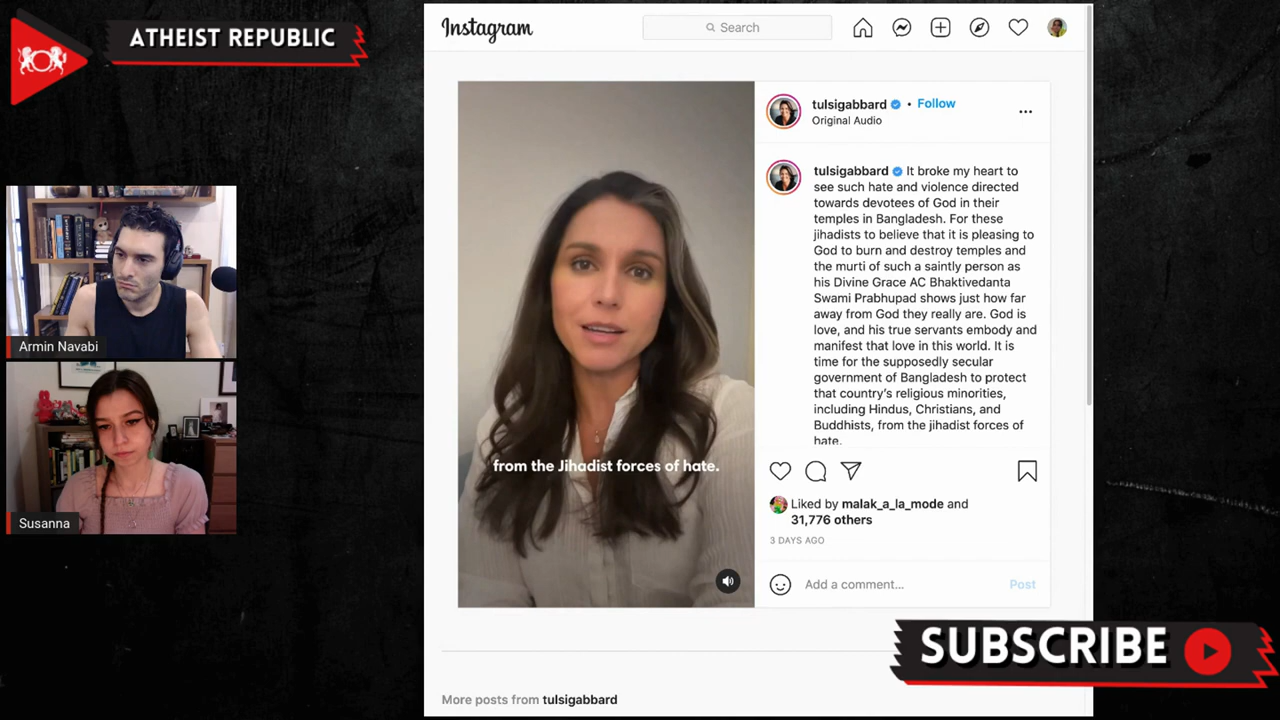 ATHEIST REPUBLIC
Instagram
Search
tulsigabbard • Follow
Original Audio
tulsigabbard It broke my heart to
see such hate and violence directed
towards devotees of God in their
temples in Bangladesh. For these
jihadists to believe that it is pleasing to
God to burn and destroy temples and
the murti of such a saintly person as
his Divine Grace AC Bhaktivedanta
Swami Prabhupad shows just how far
away from God they really are. God is
love, and his true servants embody and
manifest that love in this world. It is
time for the supposedly secular
government of Bangladesh to protect
that country’s religious minorities,
including Hindus, Christians, and
Buddhists, from the jihadist forces of
hate.
from the Jihadist forces of hate.
Liked by malak_a_la_mode and
31,776 others
3 DAYS AGO
Add a comment...
Post
More posts from tulsigabbard
Armin Navabi
Susanna
SUBSCRIBE